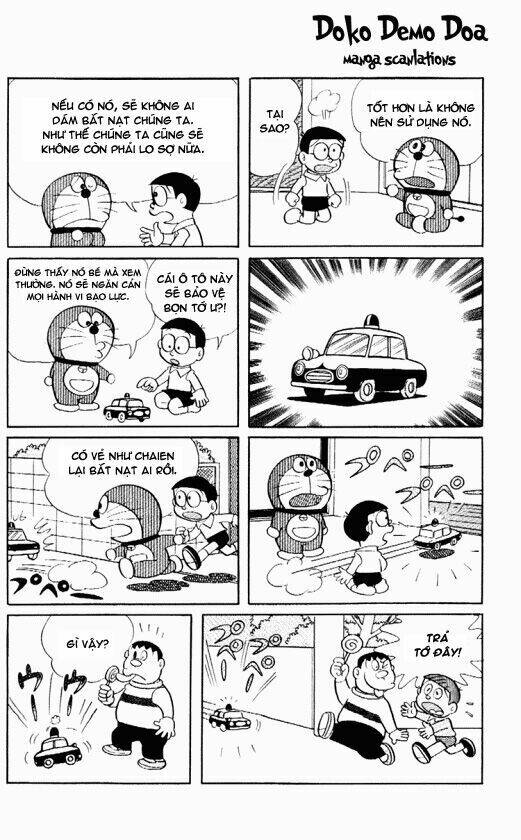 Doko Demo Doa
manga scanlations
NẾU CÓ NÓ, SẼ KHÔNG AI
DÁM BẮT NẠT CHÚNG TA.
NHƯ THẾ CHÚNG TA CŨNG SẼ
KHÔNG CÒN PHẢI LO SỢ NỮA.
TẠI
SAO?
TỐT HƠN LÀ KHÔNG
NÊN SỬ DỤNG NÓ.
ĐỪNG THẤY NÓ BÉ MÀ XEM
THƯỜNG. NÓ SẼ NGĂN CẢN
MỌI HÀNH VI BẠO LỰC.
CÁI Ô TÔ NÀY
SẼ BẢO VỆ
BỌN TỚ Ư?!
CÓ VẺ NHƯ CHAIEN
LẠI BẮT NẠT AI RỒI.
GÌ VẬY?
TRẢ
TỚ ĐÂY!